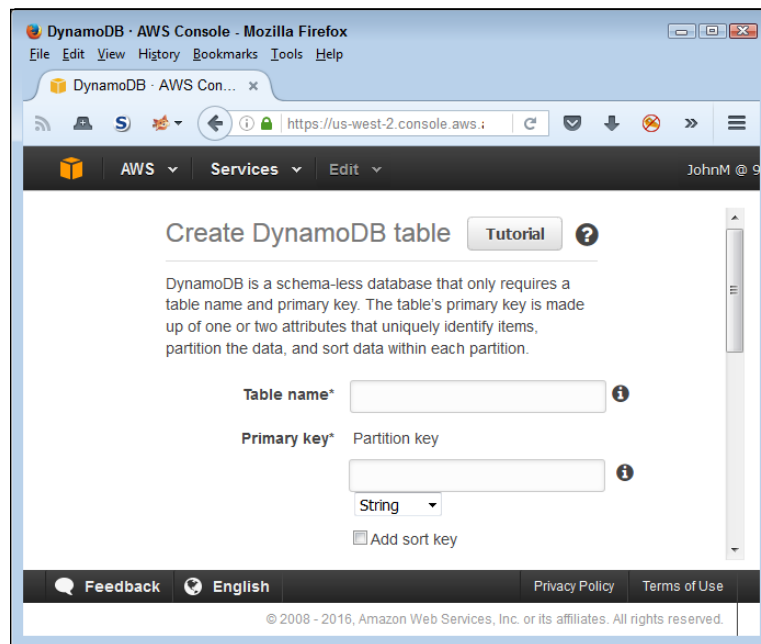 DynamoDB · AWS Console - Mozilla Firefox
File Edit View History Bookmarks Tools Help
DynamoDB · AWS Con... ×
S https://us-west-2.console.aws.a »
AWS Services Edit JohnM @ 9
Create DynamoDB table Tutorial ?
DynamoDB is a schema-less database that only requires a
table name and primary key. The table's primary key is made
up of one or two attributes that uniquely identify items,
partition the data, and sort data within each partition.
Table name*
Primary key* Partition key
String
Add sort key
Feedback English Privacy Policy Terms of Use
© 2008 - 2016, Amazon Web Services, Inc. or its affiliates. All rights reserved.